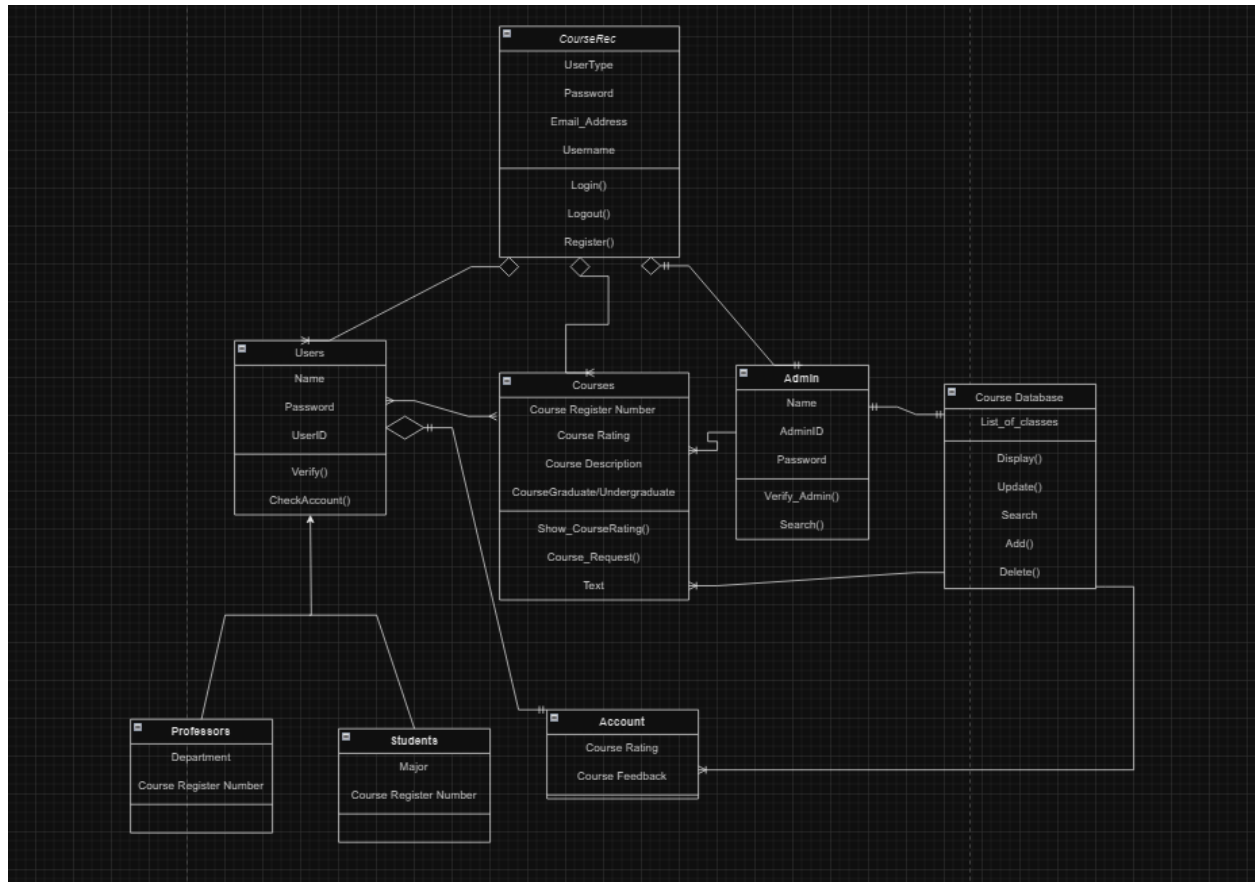 CourseRec
UserType
Password
Email_Address
Username
Login()
Logout()
Register()
Users
Name
Password
UserID
Verify()
CheckAccount()
Courses
Course Register Number
Course Rating
Course Description
CourseGraduate/Undergraduate
Show_CourseRating()
Course_Request()
Text
Admin
Name
AdminID
Password
Verify_Admin()
Search()
Course Database
List_of_classes
Display()
Update()
Search
Add()
Delete()
Professors
Department
Course Register Number
Students
Major
Course Register Number
Account
Course Rating
Course Feedback